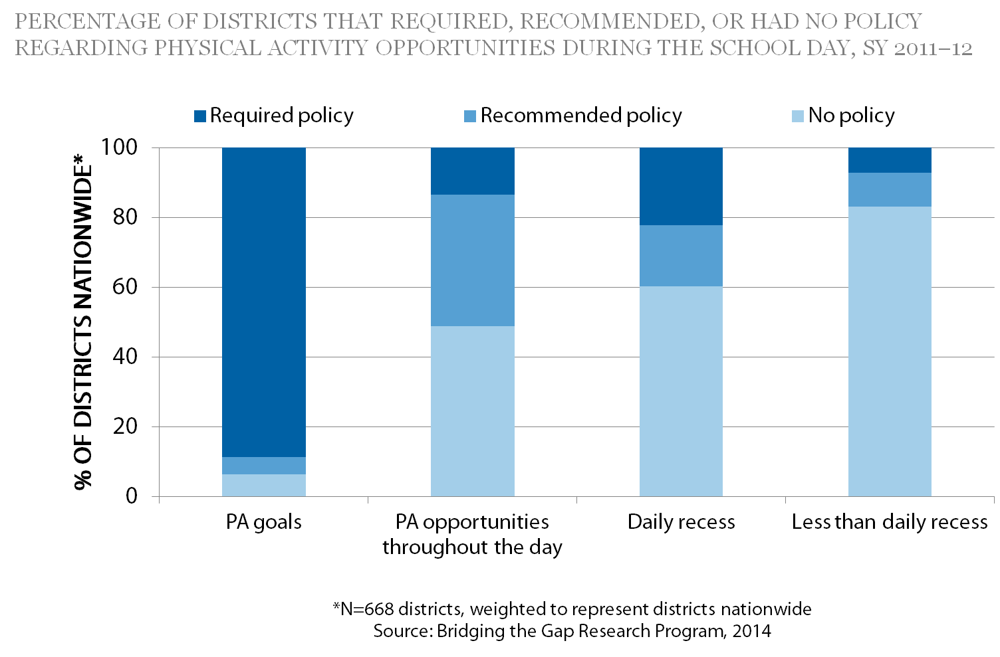 PERCENTAGE OF DISTRICTS THAT REQUIRED, RECOMMENDED, OR HAD NO POLICY
REGARDING PHYSICAL ACTIVITY OPPORTUNITIES DURING THE SCHOOL DAY, SY 2011–12
Required policy
Recommended policy
No policy
% OF DISTRICTS NATIONWIDE*
100
80
60
40
20
0
PA goals
PA opportunities
throughout the day
Daily recess
Less than daily recess
*N=668 districts, weighted to represent districts nationwide
Source: Bridging the Gap Research Program, 2014